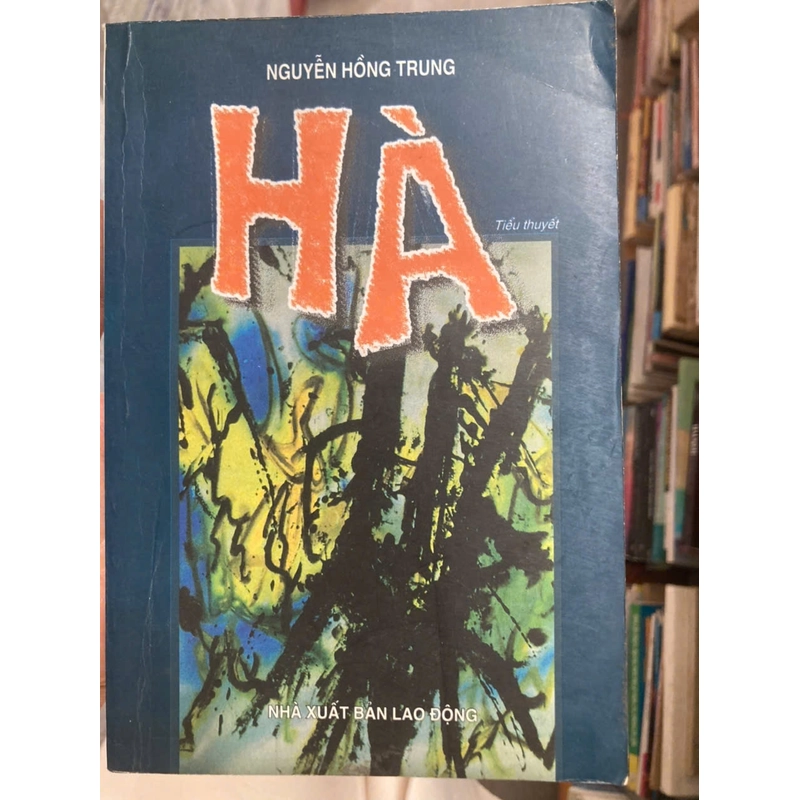 NGUYỄN HỒNG TRUNG
HÀ
Tiểu thuyết
NHÀ XUẤT BẢN LAO ĐỘNG